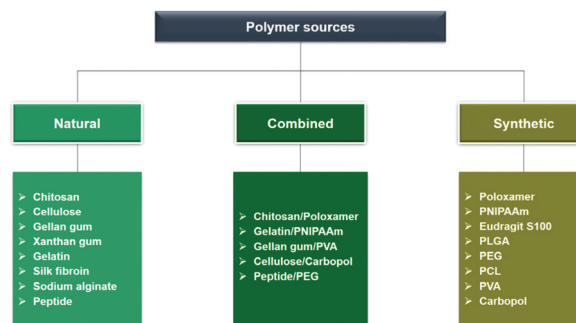 Polymer sources
Natural
Combined
Synthetic
➢ Chitosan
➢ Cellulose
➢ Gellan gum
➢ Xanthan gum
➢ Gelatin
➢ Silk fibroin
➢ Sodium alginate
➢ Peptide
➢ Chitosan/Poloxamer
➢ Gelatin/PNIPAAm
➢ Gellan gum/PVA
➢ Cellulose/Carbopol
➢ Peptide/PEG
➢ Poloxamer
➢ PNIPAAm
➢ Eudragit S100
➢ PLGA
➢ PEG
➢ PCL
➢ PVA
➢ Carbopol